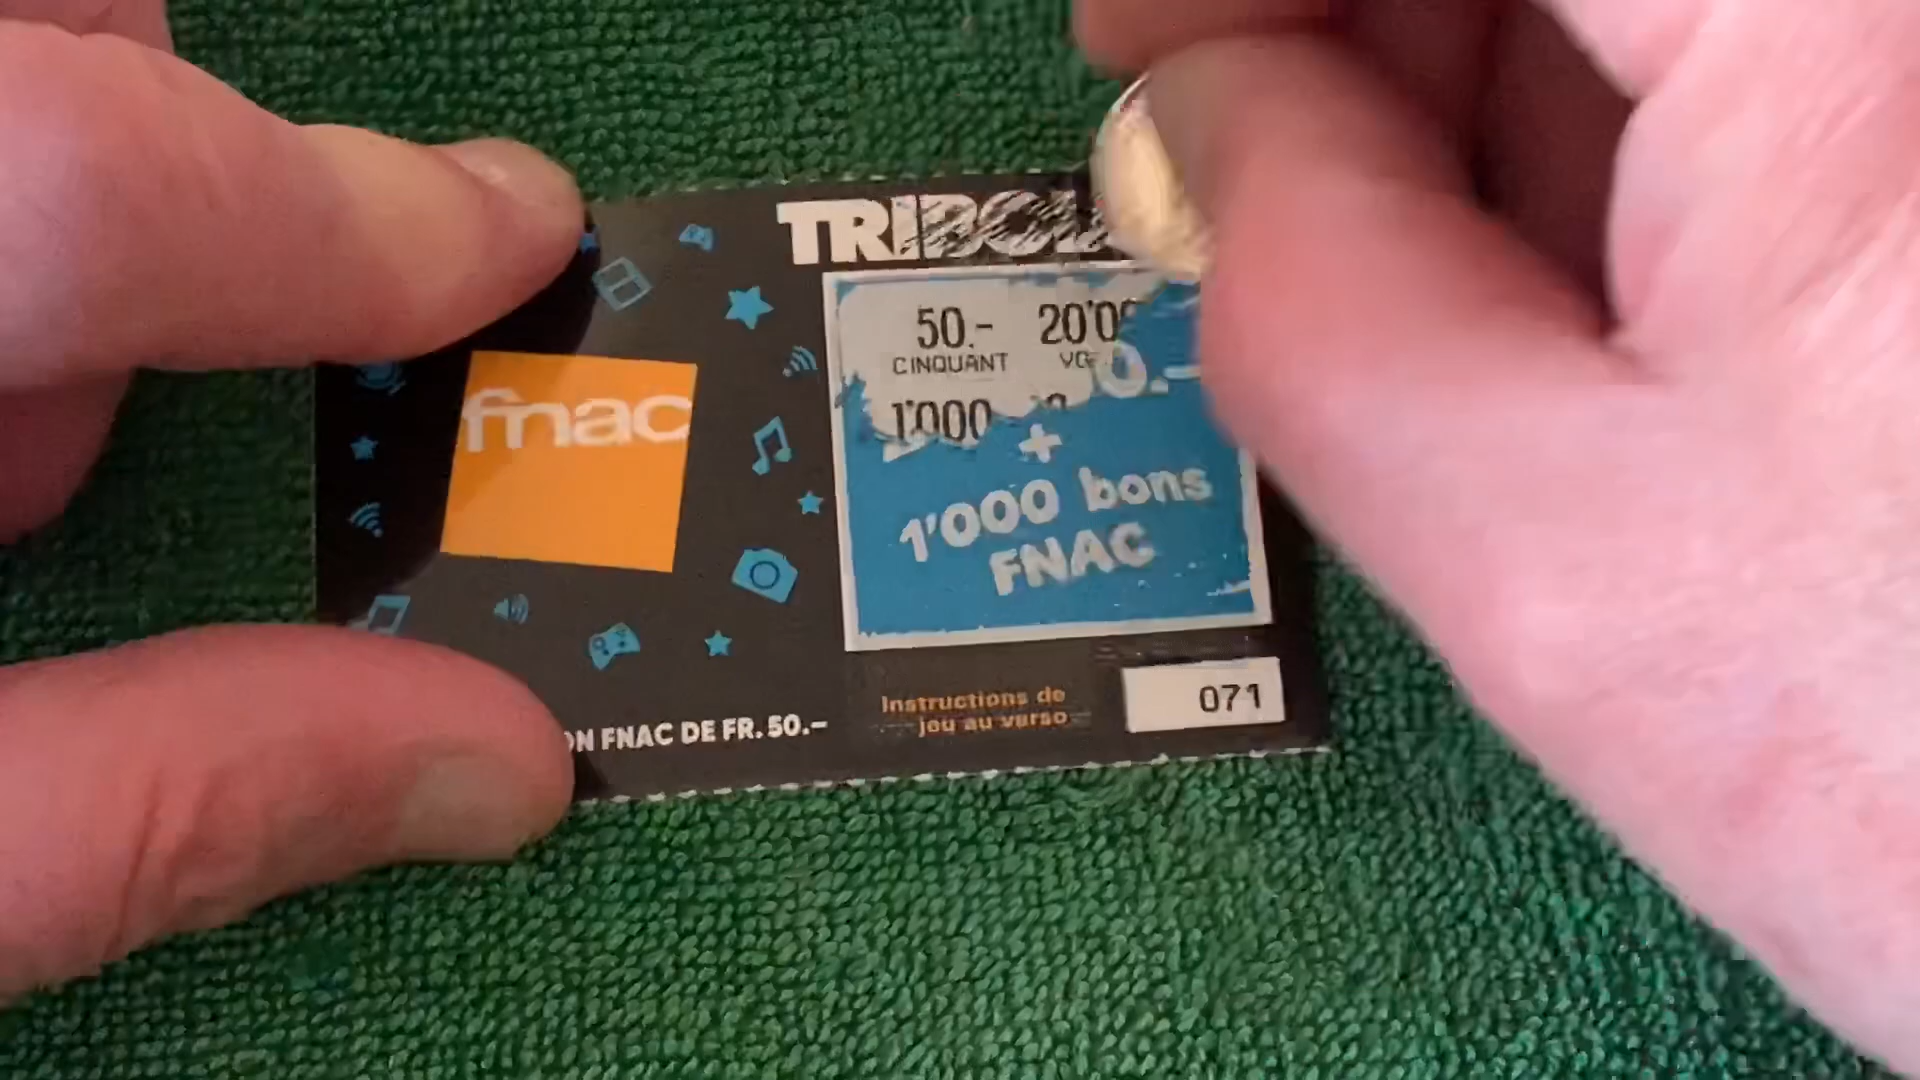 fnac
50.-
CINQUANT
1'000
+
1'000 bons
FNAC
Instructions de
jeu au verso
071
FNAC DE FR. 50.-